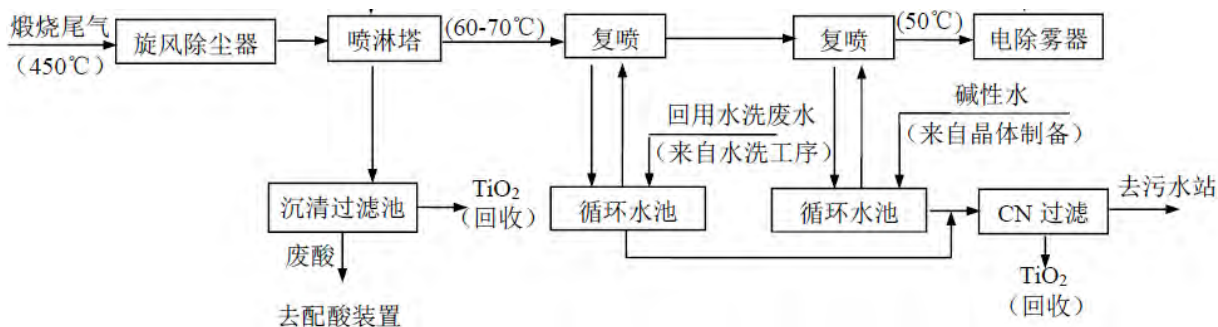 煅烧尾气
（450℃）
旋风除尘器
喷淋塔
(60-70℃)
复喷
复喷
(50℃)
电除雾器
回用水洗废水
（来自水洗工序）
碱性水
（来自晶体制备）
沉清过滤池
TiO₂
（回收）
循环水池
循环水池
CN 过滤
去污水站
废酸
去配酸装置
TiO₂
（回收）